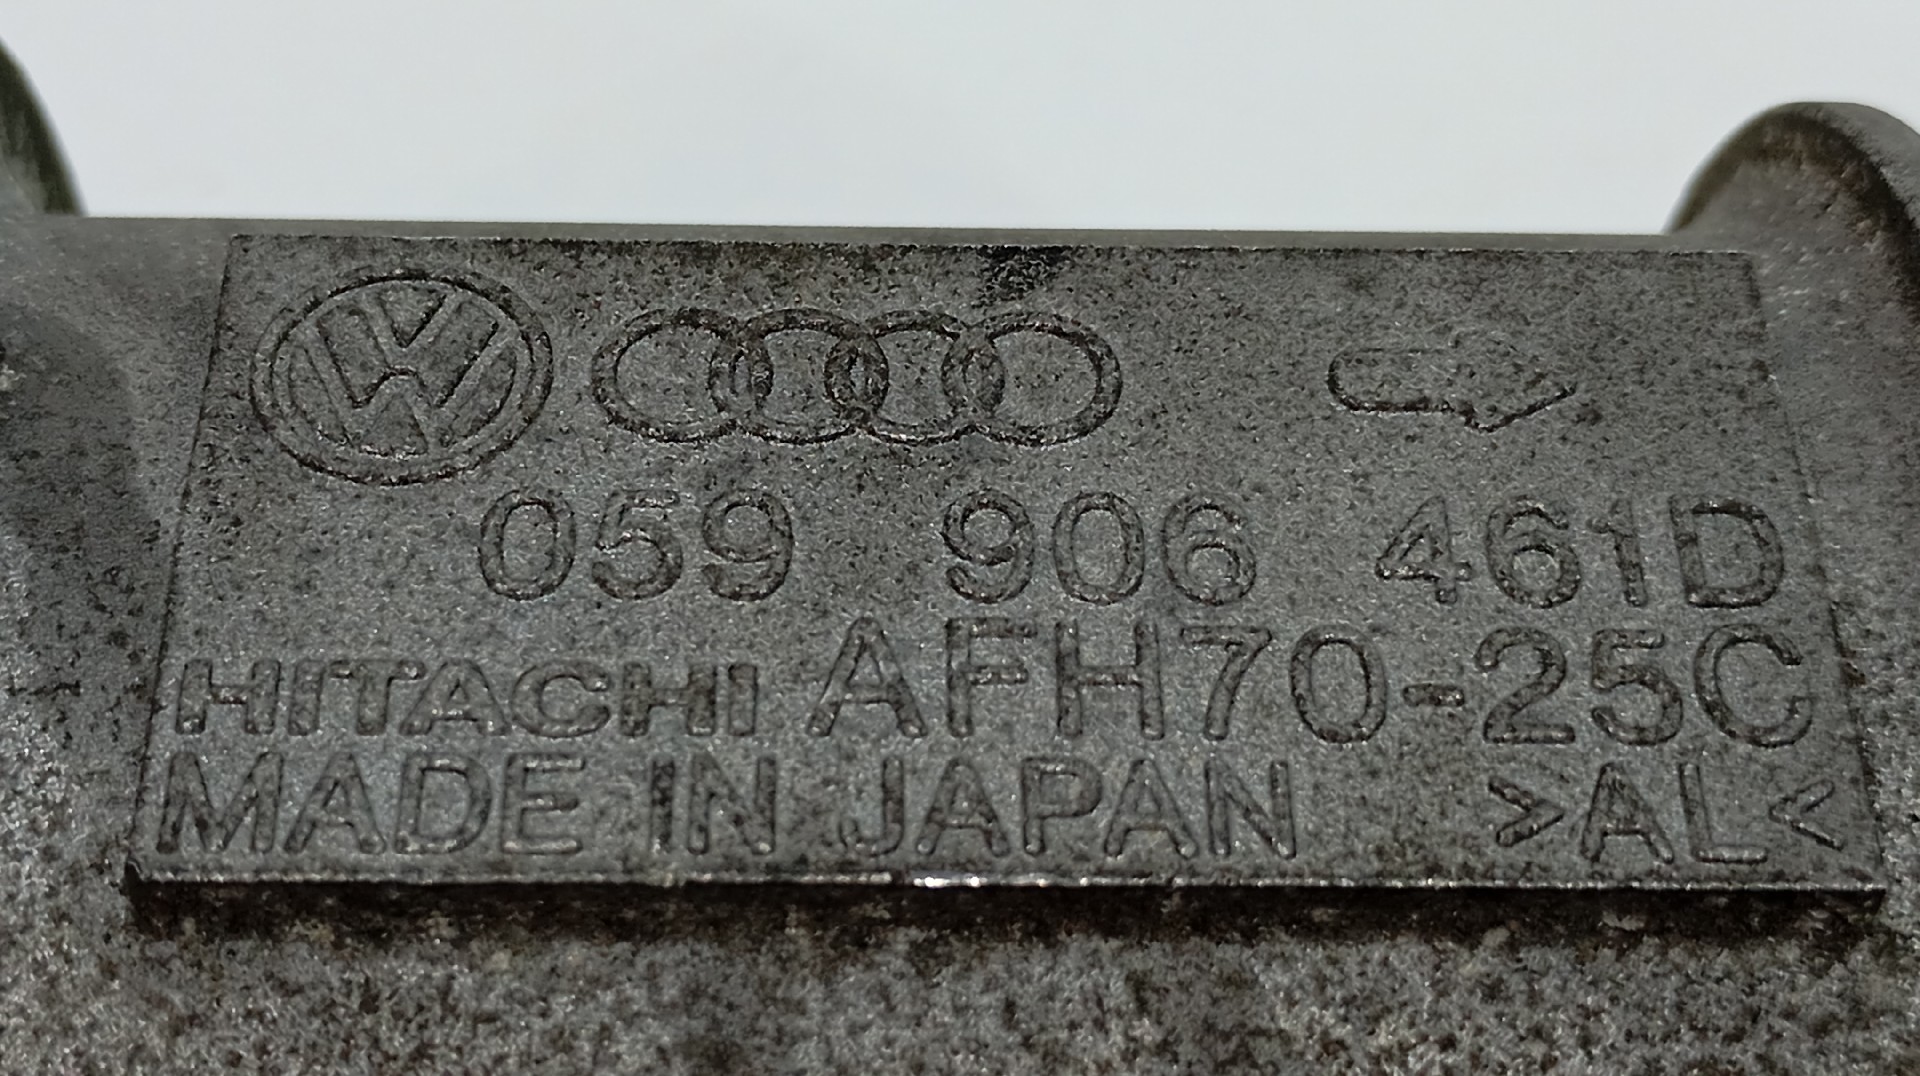 059 906 461D
HITACHI AFH70-25C
MADE IN JAPAN >AL<